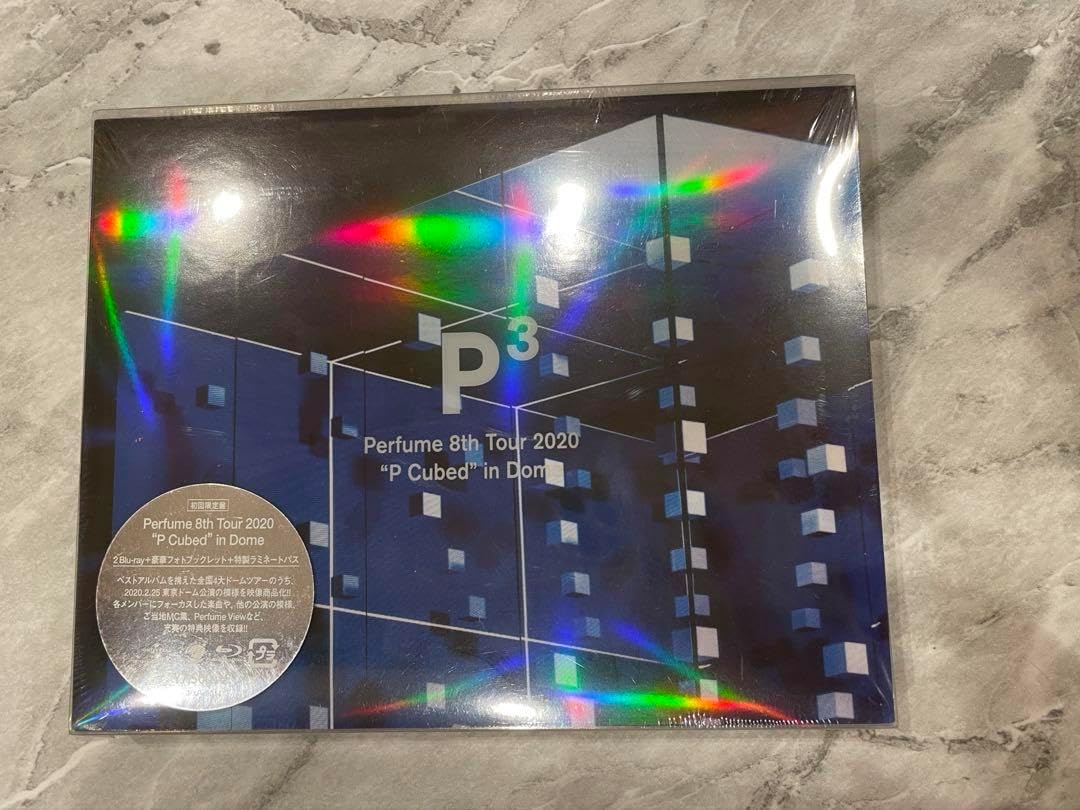 P³
Perfume 8th Tour 2020
“P Cubed” in Dome
初回限定盤
Perfume 8th Tour 2020
“P Cubed” in Dome
2 Blu-ray+豪華フォトブックレット+特製ラミネートパス
ベストアルバムを携えた全国4大ドームツアーのうち、
2020.2.25 東京ドーム公演の模様を映像商品化!!
各メンバーにフォーカスした楽曲や、他の公演の模様、
ご当地MC集、Perfume Viewなど、
充実の特典映像を収録!!
プラ